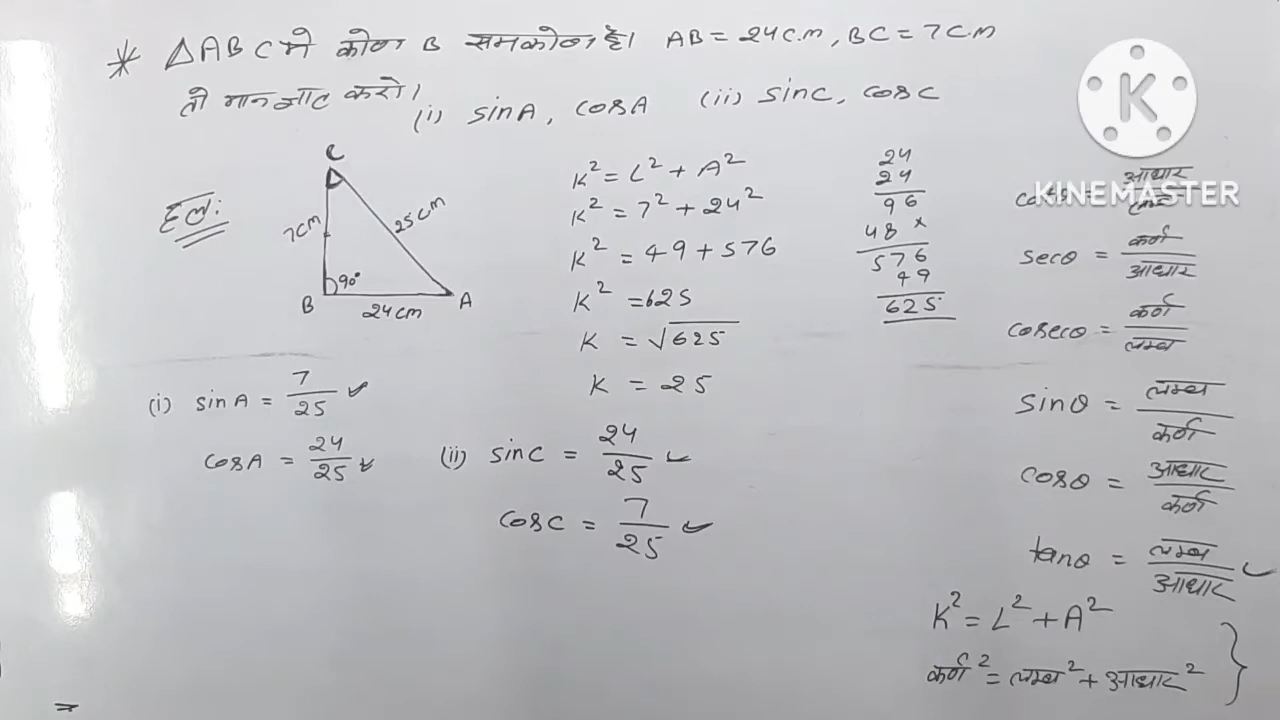 * △ABC मे कोण B समकोण है। AB = 24cm, BC = 7cm
तो मान ज्ञात करो।
(i) sinA, cosA (ii) sinC, cosC
हल:
C
7cm
25cm
90°
B
24cm
A
K² = L² + A²
K² = 7² + 24²
K² = 49 + 576
K² = 625
K = √625
K = 25
24
24
96
48×
576
49
625
(i) sinA = 7/25 ✓
cosA = 24/25 ✓
(ii) sinC = 24/25 ✓
cosC = 7/25 ✓
K
KINEMASTER
आधार/लम्ब
secθ = कर्ण/आधार
cosecθ = कर्ण/लम्ब
sinθ = लम्ब/कर्ण
cosθ = आधार/कर्ण
tanθ = लम्ब/आधार ✓
K² = L² + A²
कर्ण² = लम्ब² + आधार²
=